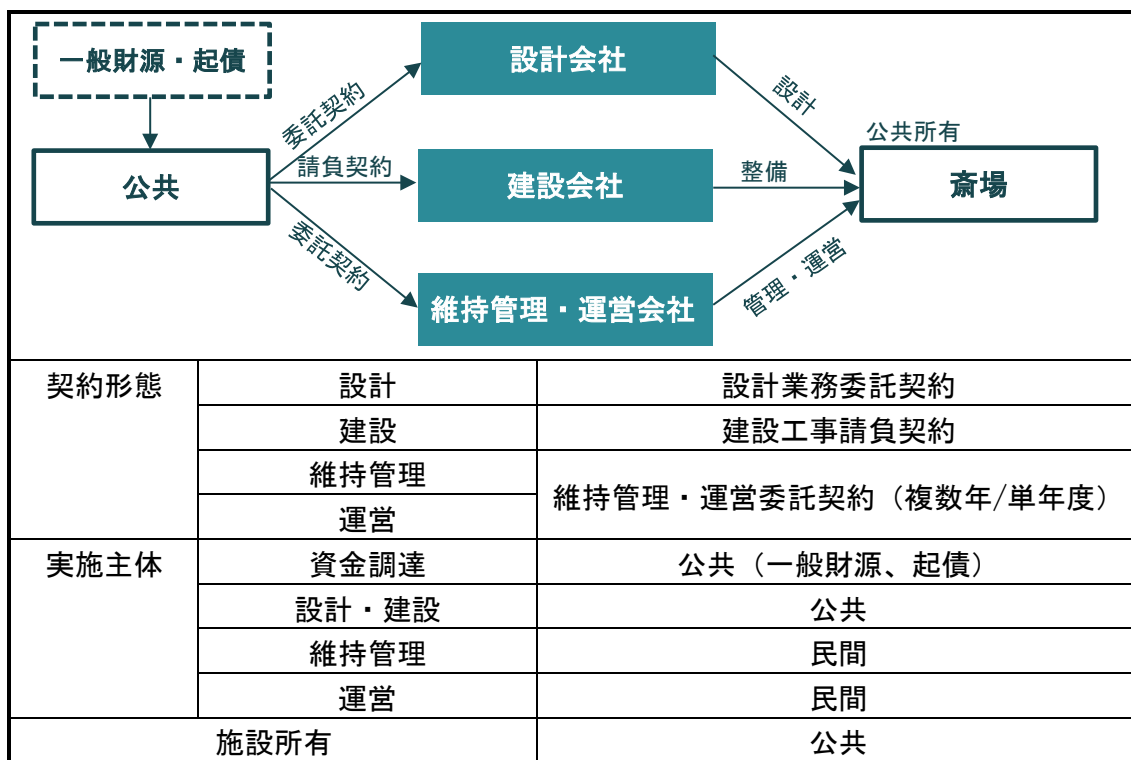 一般財源・起債
公共
委託契約
請負契約
委託契約
設計会社
建設会社
維持管理・運営会社
設計
整備
管理・運営
公共所有
斎場
契約形態 設計 設計業務委託契約
建設 建設工事請負契約
維持管理 維持管理・運営委託契約（複数年/単年度）
運営
実施主体 資金調達 公共（一般財源、起債）
設計・建設 公共
維持管理 民間
運営 民間
施設所有 公共